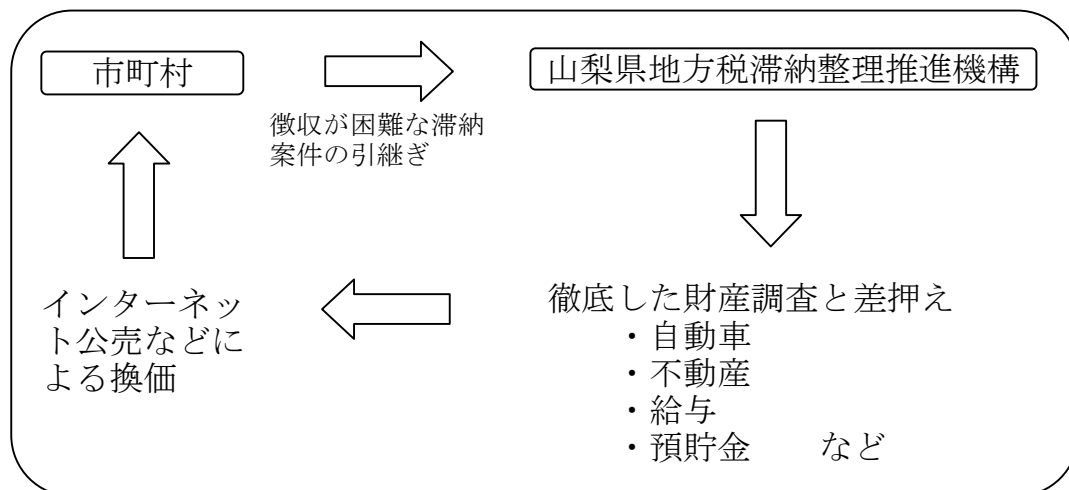 市町村
山梨県地方税滞納整理推進機構
徴収が困難な滞納
案件の引継ぎ
徹底した財産調査と差押え
・自動車
・不動産
・給与
・預貯金　　など
インターネッ
ト公売などに
よる換価